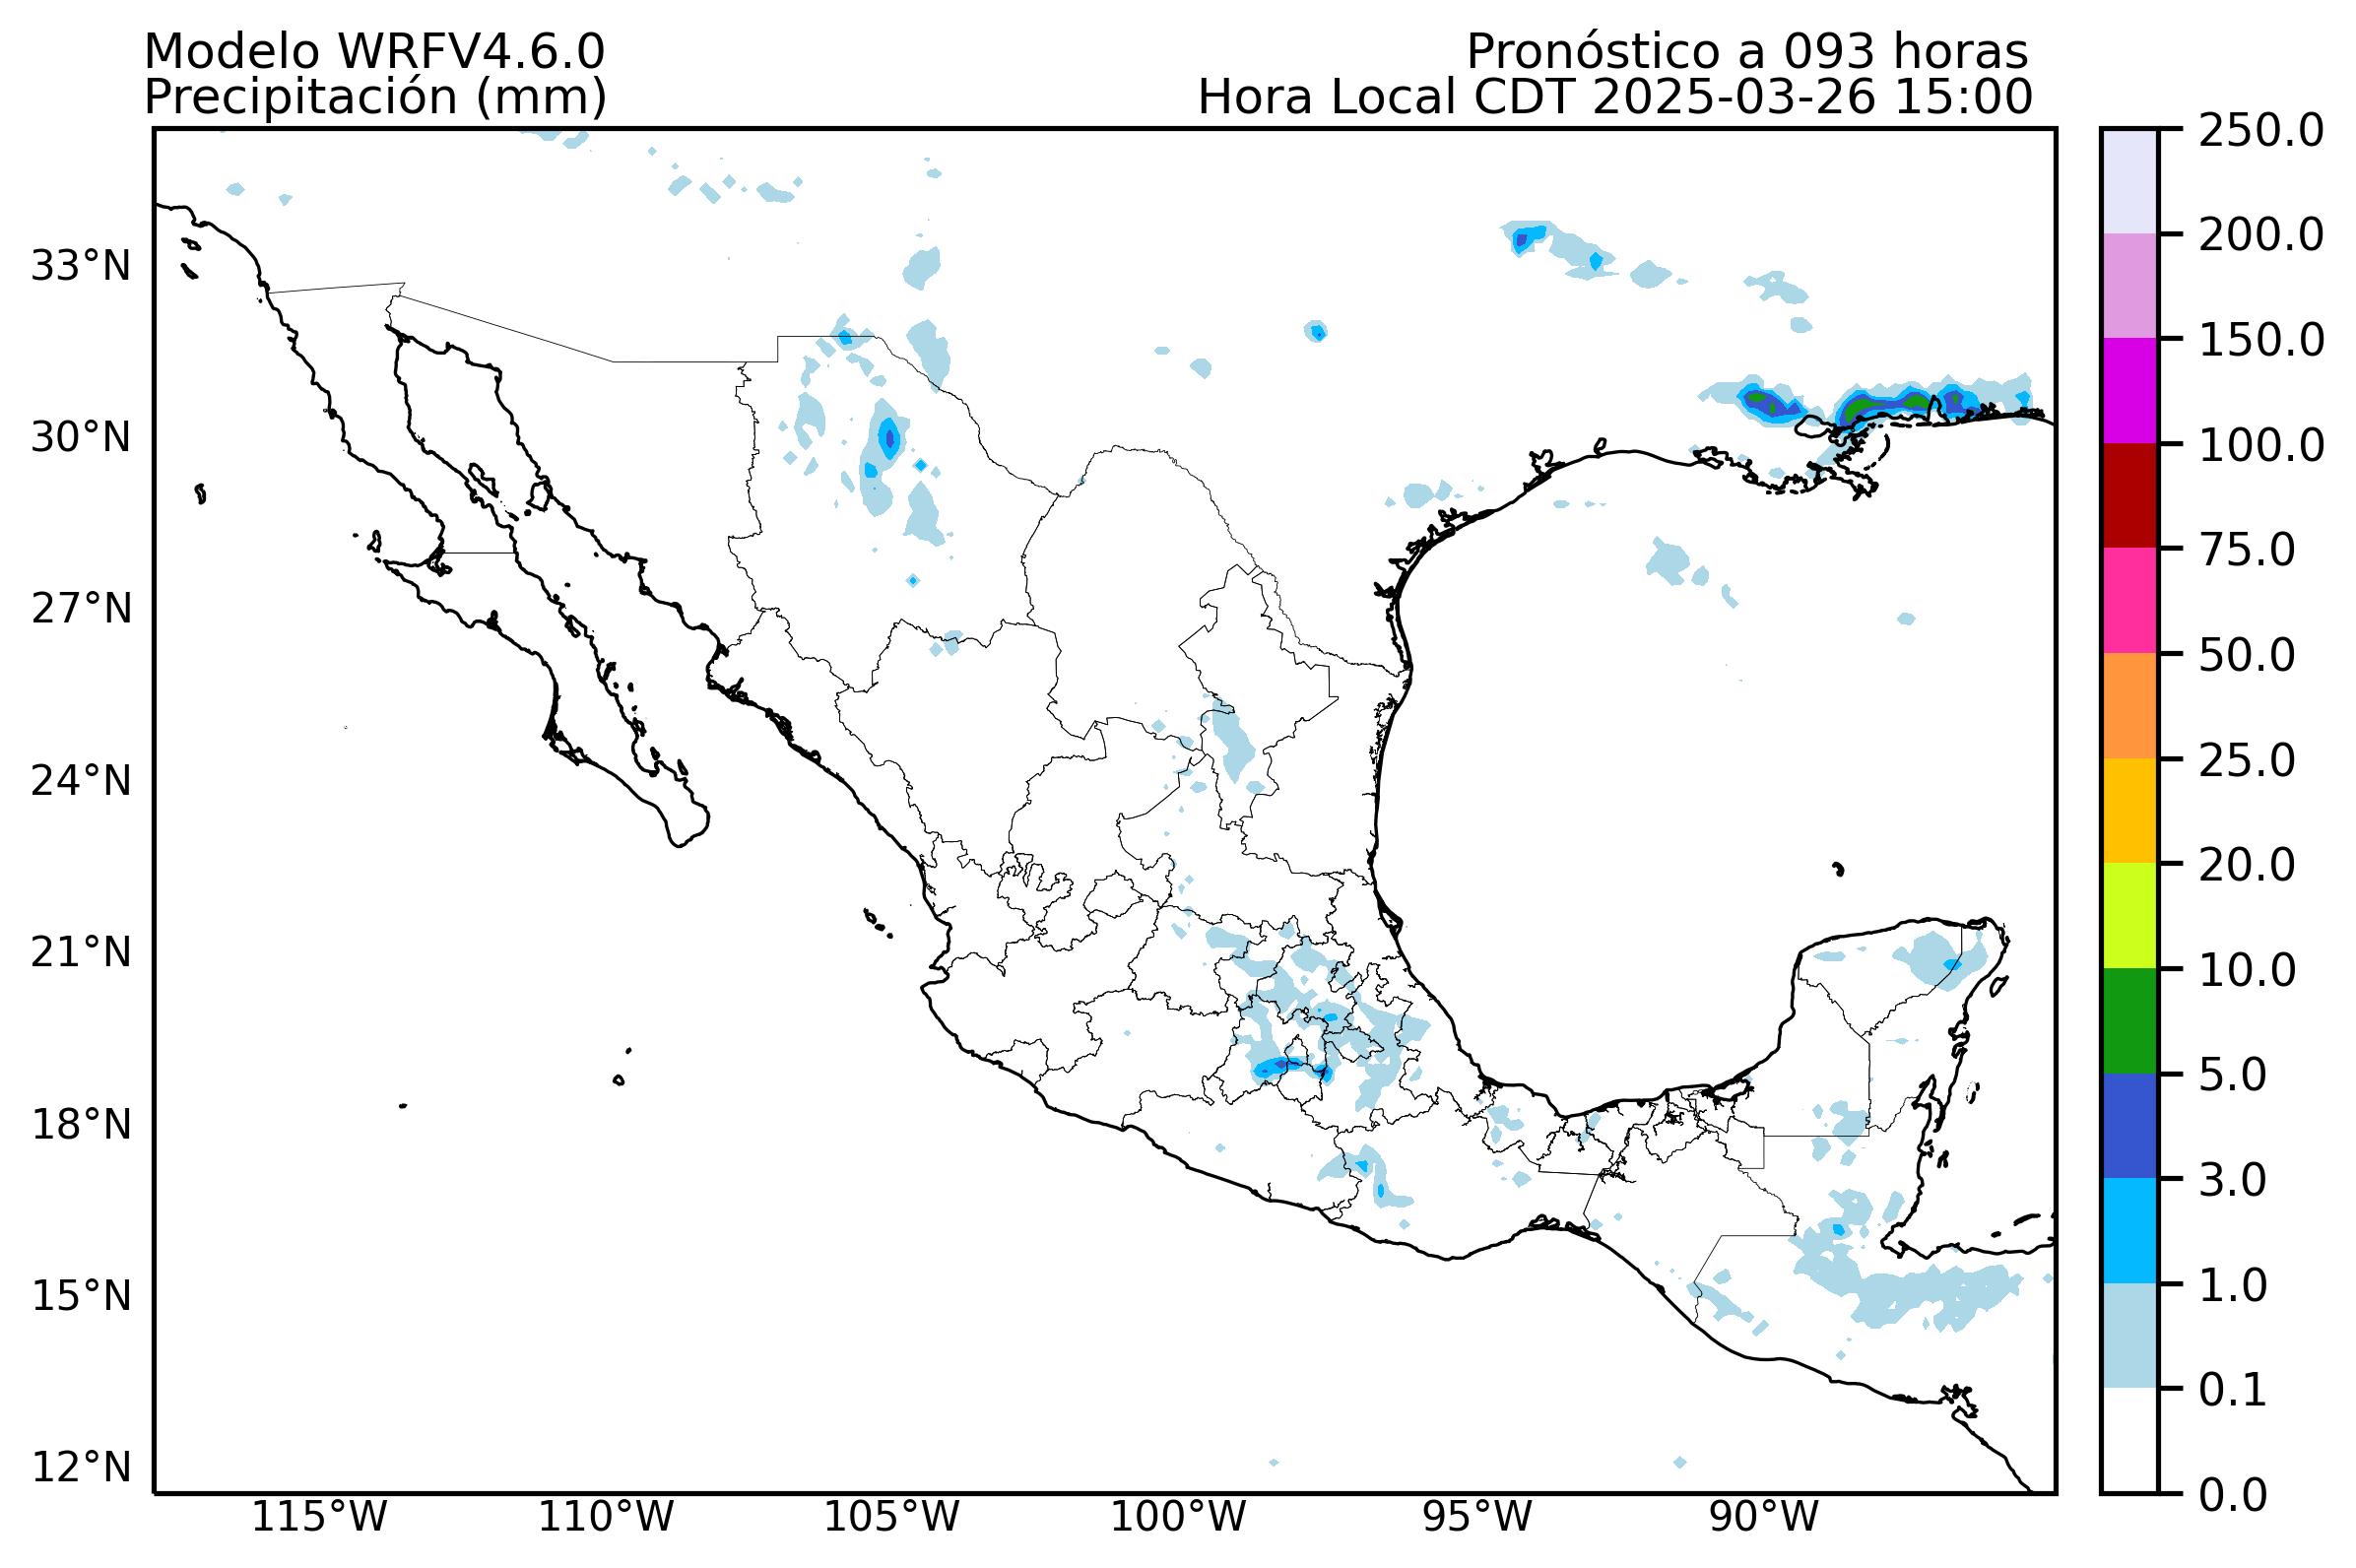 Modelo WRFV4.6.0
Precipitación (mm)
Pronóstico a 093 horas
Hora Local CDT 2025-03-26 15:00
33°N
30°N
27°N
24°N
21°N
18°N
15°N
12°N
115°W
110°W
105°W
100°W
95°W
90°W
250.0
200.0
150.0
100.0
75.0
50.0
25.0
20.0
10.0
5.0
3.0
1.0
0.1
0.0